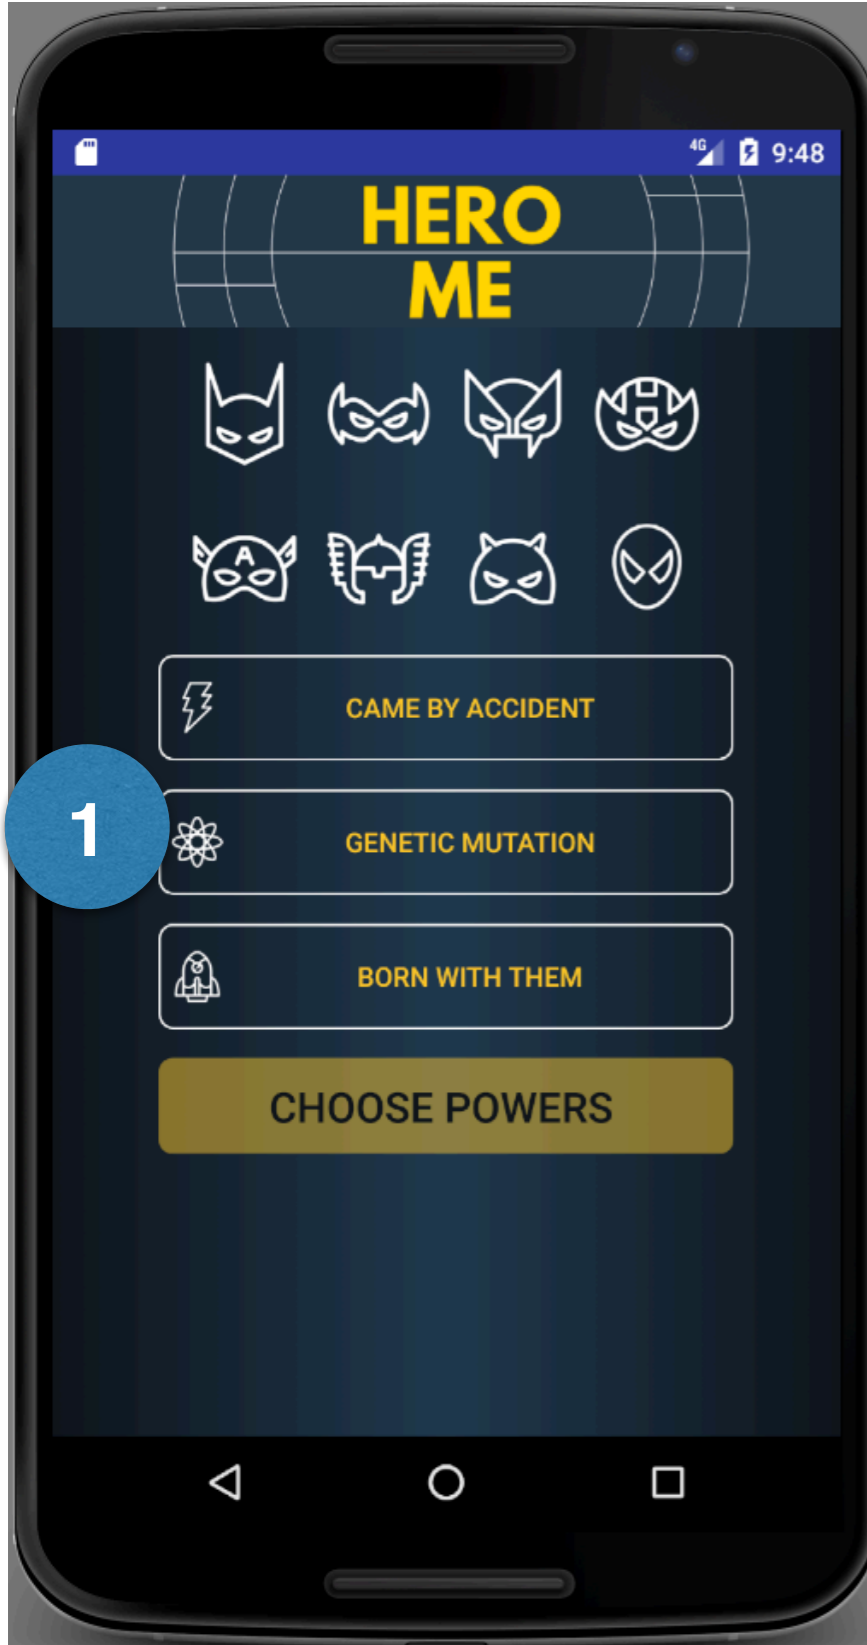 4G 9:48
HERO
ME
A
CAME BY ACCIDENT
1
GENETIC MUTATION
BORN WITH THEM
CHOOSE POWERS